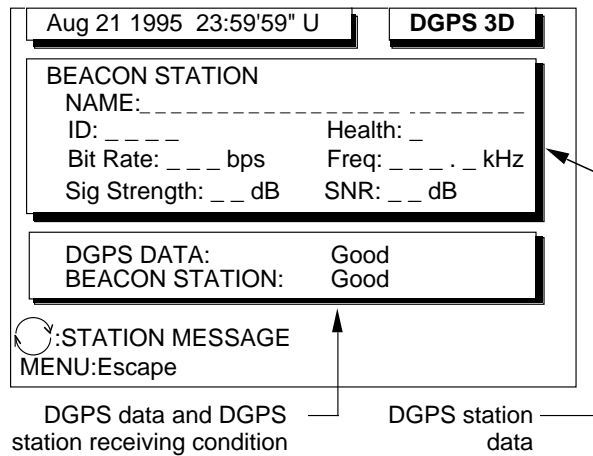 Aug 21 1995  23:59'59" U
DGPS 3D
BEACON STATION
NAME:_ _ _ _ _ _ _ _ _ _ _ _ _ _ _ _ _ _ _ _ _ _ _ _
ID: _ _ _ _ Health: _
Bit Rate: _ _ _ bps Freq: _ _ _ . _ kHz
Sig Strength: _ _ dB SNR: _ _ dB
DGPS DATA: Good
BEACON STATION: Good
:STATION MESSAGE
MENU:Escape
DGPS data and DGPS
station receiving condition
DGPS station
data